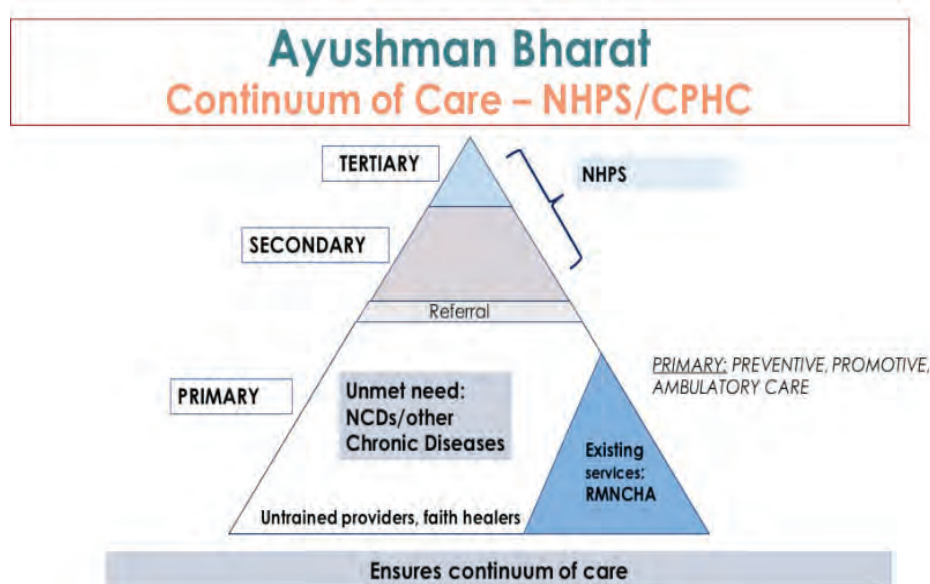 Ayushman Bharat
Continuum of Care – NHPS/CPHC
TERTIARY
NHPS
SECONDARY
Referral
PRIMARY: PREVENTIVE, PROMOTIVE,
AMBULATORY CARE
PRIMARY
Unmet need:
NCDs/other
Chronic Diseases
Existing
services:
RMNCHA
Untrained providers, faith healers
Ensures continuum of care